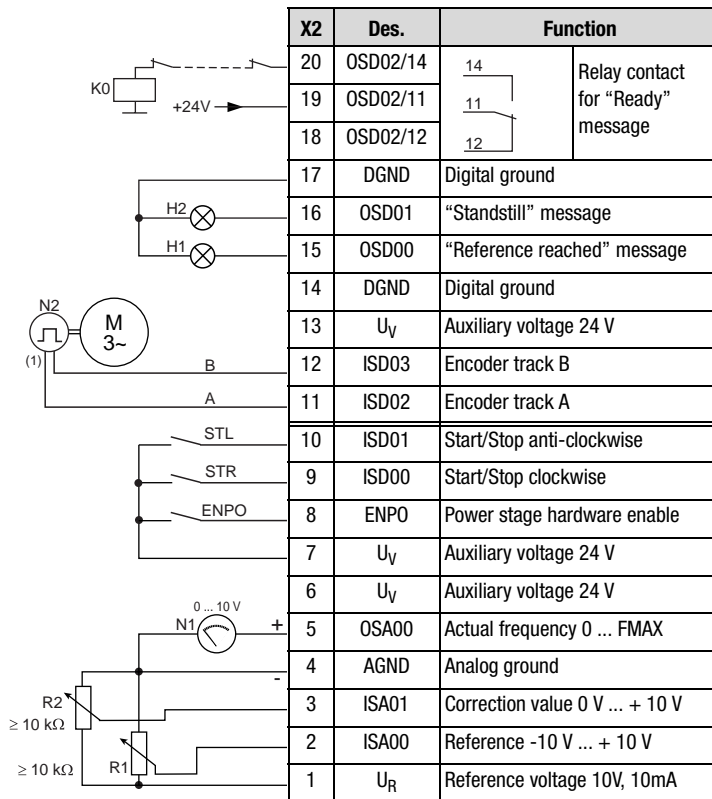 X2 Des. Function
20 OSD02/14
19 OSD02/11
18 OSD02/12
14
11
12
Relay contact
for “Ready”
message
K0
+24V
17 DGND Digital ground
H2
16 OSD01 “Standstill” message
H1
15 OSD00 “Reference reached” message
14 DGND Digital ground
N2
M
3~
(1)
13 UV Auxiliary voltage 24 V
B
12 ISD03 Encoder track B
A
11 ISD02 Encoder track A
STL
10 ISD01 Start/Stop anti-clockwise
STR
9 ISD00 Start/Stop clockwise
ENPO
8 ENPO Power stage hardware enable
7 UV Auxiliary voltage 24 V
6 UV Auxiliary voltage 24 V
0 ... 10 V
N1 +
5 OSA00 Actual frequency 0 ... FMAX
-
4 AGND Analog ground
R2
≥ 10 kΩ
3 ISA01 Correction value 0 V ... + 10 V
R1
≥ 10 kΩ
2 ISA00 Reference -10 V ... + 10 V
1 UR Reference voltage 10V, 10mA